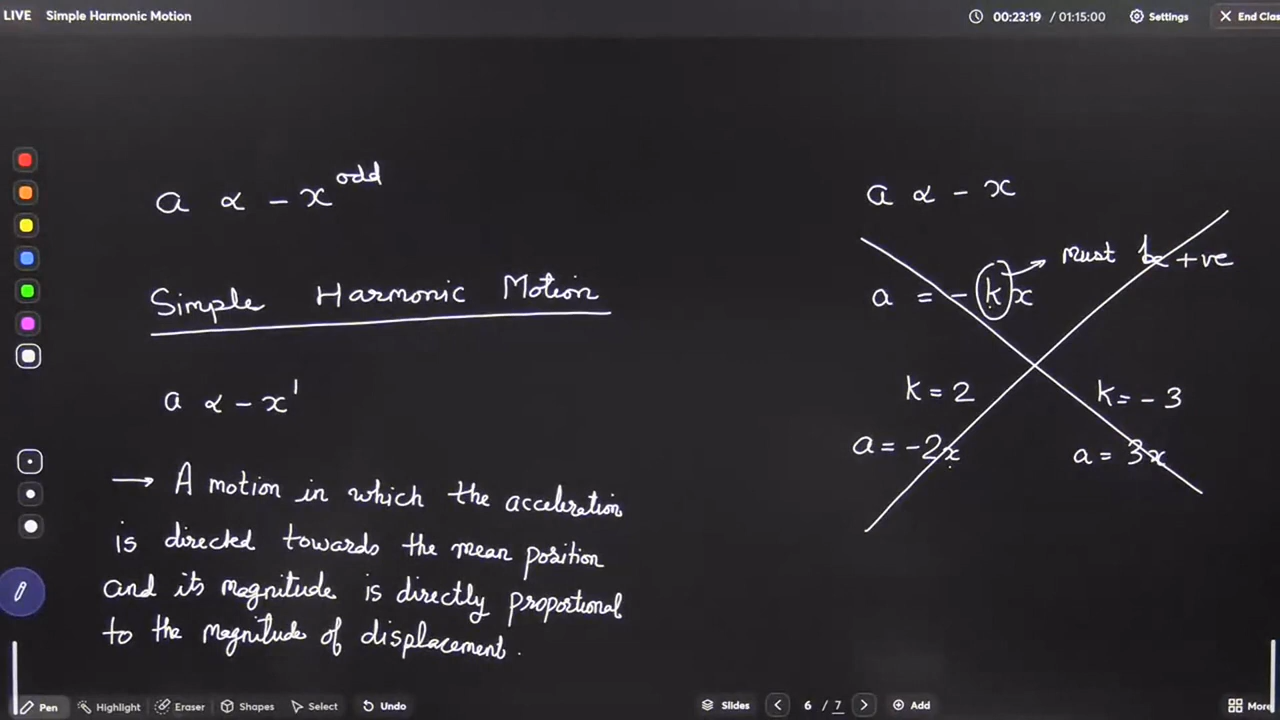 LIVE Simple Harmonic Motion
00:23:19 / 01:15:00 Settings End Clas
a ∝ - x^odd
Simple Harmonic Motion
a ∝ - x^1
→ A motion in which the acceleration
is directed towards the mean position
and its magnitude is directly proportional
to the magnitude of displacement.
a ∝ - x
a = - k x → must be +ve
k = 2 k = - 3
a = -2x a = 3x
Pen Highlight Eraser Shapes Select Undo Slides 6 / 7 Add More